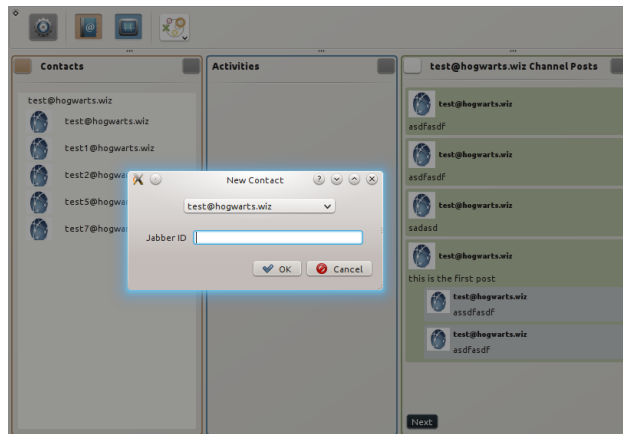 Contacts
Activities
test@hogwarts.wiz Channel Posts
test@hogwarts.wiz
test@hogwarts.wiz
test1@hogwarts.wiz
test2@hogwa
test5@hogwa
test7@hogwa
New Contact
test@hogwarts.wiz
Jabber ID
OK
Cancel
test@hogwarts.wiz
asdfasdf
test@hogwarts.wiz
asdfasdf
test@hogwarts.wiz
sadasd
test@hogwarts.wiz
this is the first post
test@hogwarts.wiz
assdfasdf
test@hogwarts.wiz
asdfasdf
Next